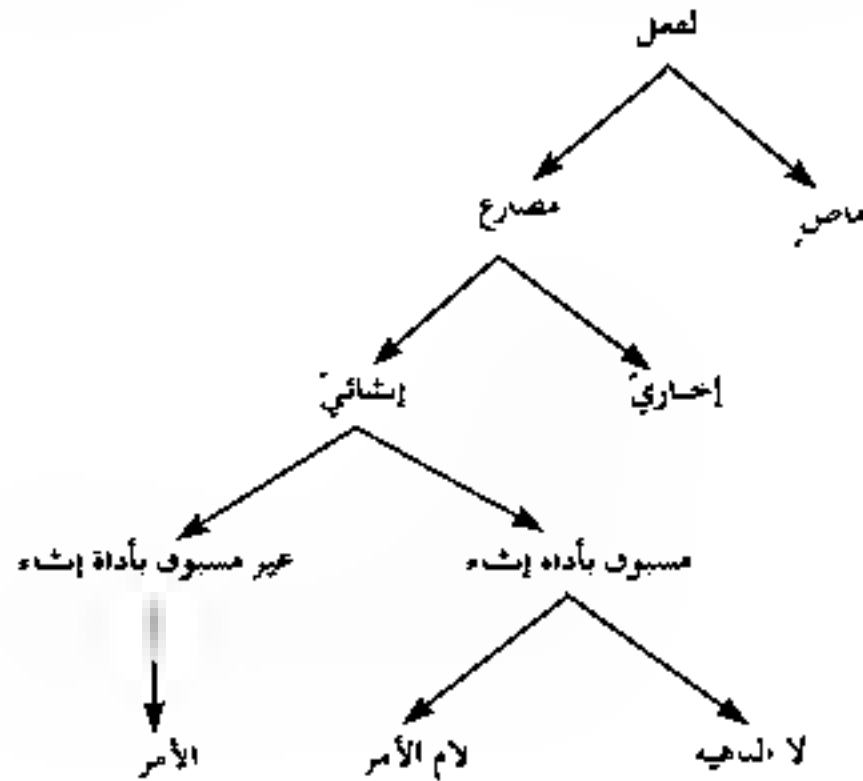 الفعل
ماضٍ
مضارع
إخباريّ
إنشائيّ
مسبوق بأداة إنشاء
غير مسبوق بأداة إنشاء
لا الناهية
لام الأمر
الأمر